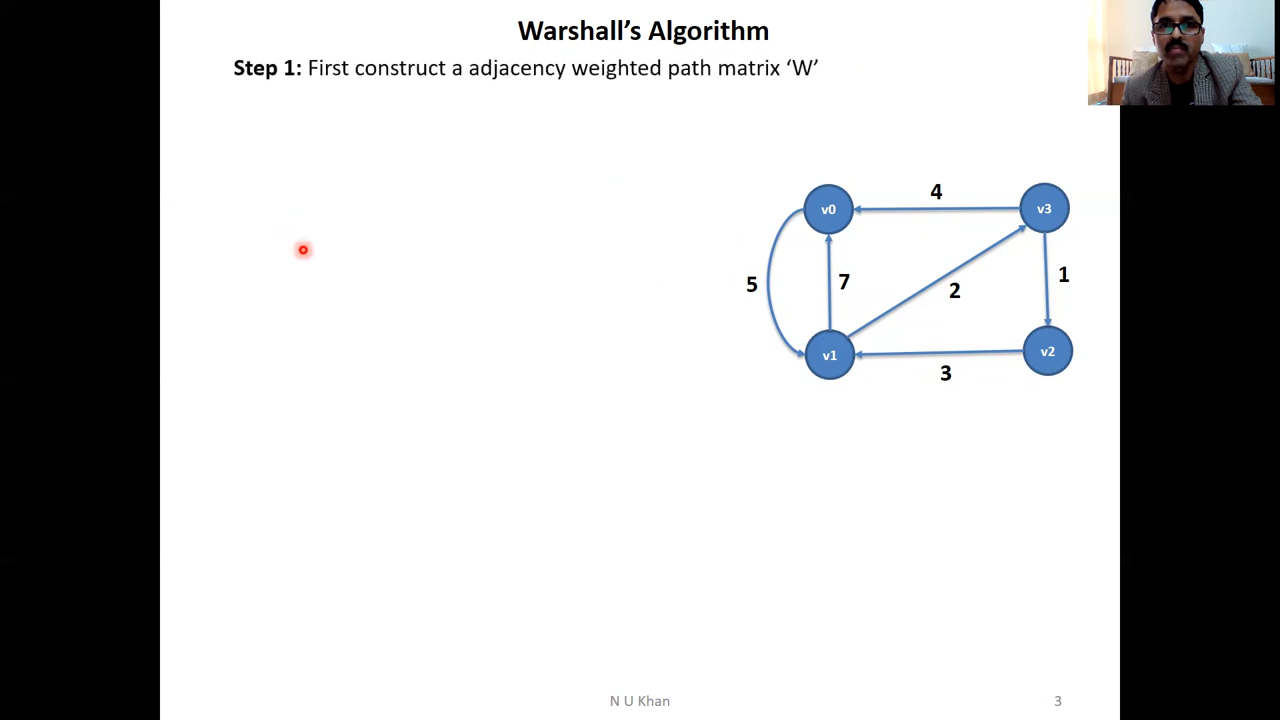 Warshall’s Algorithm
Step 1: First construct a adjacency weighted path matrix ‘W’
4
v0
v3
5
7
2
1
v1
v2
3
N U Khan
3